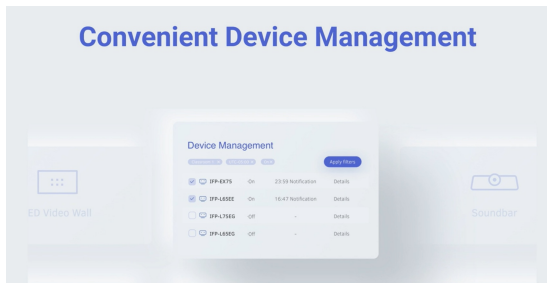 Convenient Device Management
Device Management
Apply filters
IFP-EX75 On 23:59 Notification Details
IFP-L85EE On 16:47 Notification Details
IFP-L75EG Off - Details
IFP-L65EG Off - Details
ED Video Wall
Soundbar